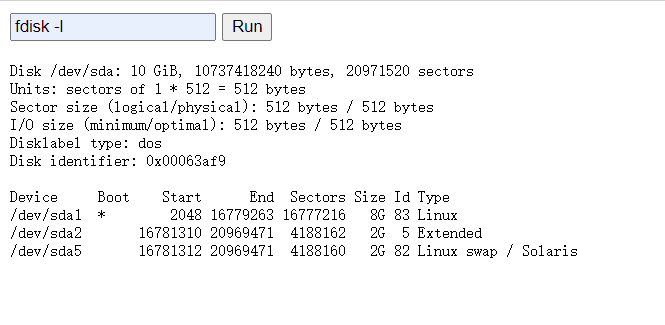 fdisk -l Run
Disk /dev/sda: 10 GiB, 10737418240 bytes, 20971520 sectors
Units: sectors of 1 * 512 = 512 bytes
Sector size (logical/physical): 512 bytes / 512 bytes
I/O size (minimum/optimal): 512 bytes / 512 bytes
Disklabel type: dos
Disk identifier: 0x00063af9
Device Boot Start End Sectors Size Id Type
/dev/sda1 * 2048 16779263 16777216 8G 83 Linux
/dev/sda2 16781310 20969471 4188162 2G 5 Extended
/dev/sda5 16781312 20969471 4188160 2G 82 Linux swap / Solaris